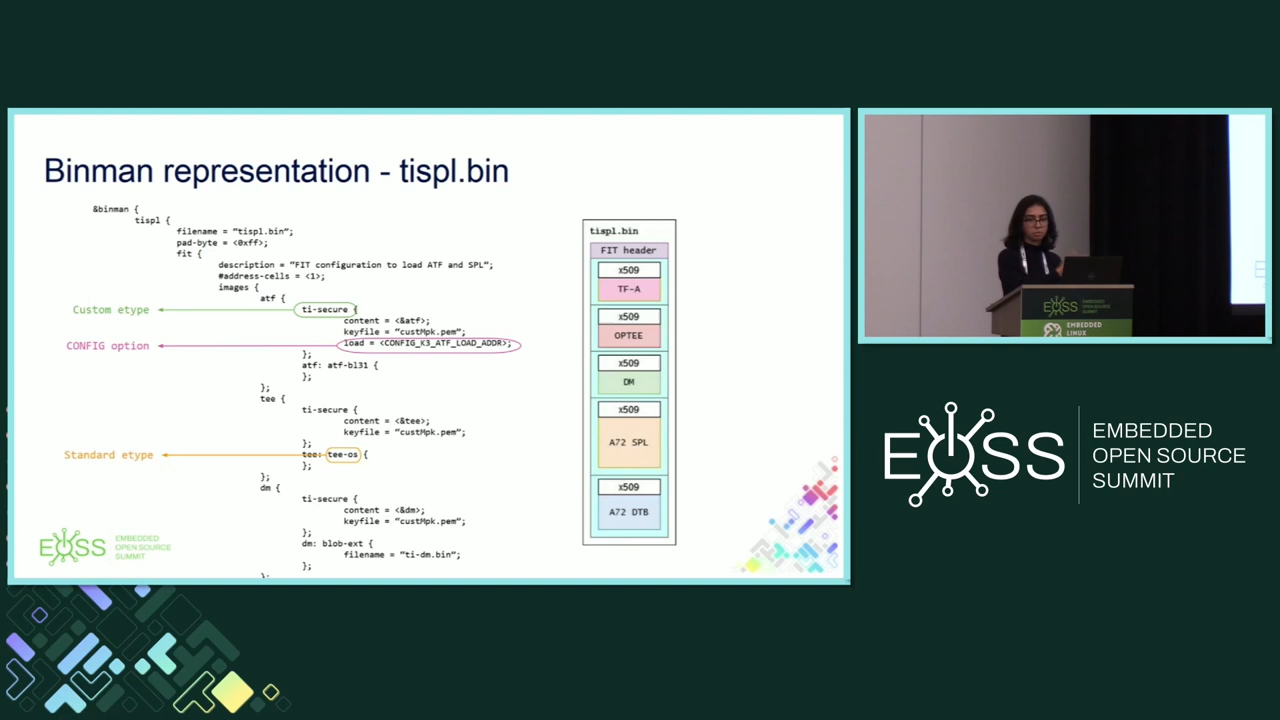 Binman representation - tispl.bin
&binman {
tispl {
filename = "tispl.bin";
pad-byte = <0xff>;
fit {
description = "FIT configuration to load ATF and SPL";
#address-cells = <1>;
images {
atf {
Custom etype
ti-secure {
content = <&atf>;
keyfile = "custMpk.pem";
CONFIG option
load = <CONFIG_K3_ATF_LOAD_ADDR>;
};
atf: atf-bl31 {
};
};
tee {
ti-secure {
content = <&tee>;
keyfile = "custMpk.pem";
};
Standard etype
tee: tee-os {
};
};
dm {
ti-secure {
content = <&dm>;
keyfile = "custMpk.pem";
};
dm: blob-ext {
filename = "ti-dm.bin";
};
};
tispl.bin
FIT header
x509
TF-A
x509
OPTEE
x509
DM
x509
A72 SPL
x509
A72 DTB
EOSS
EMBEDDED
OPEN SOURCE
SUMMIT
EOSS
EMBEDDED
LINUX
EOSS
EMBEDDED
OPEN SOURCE
SUMMIT